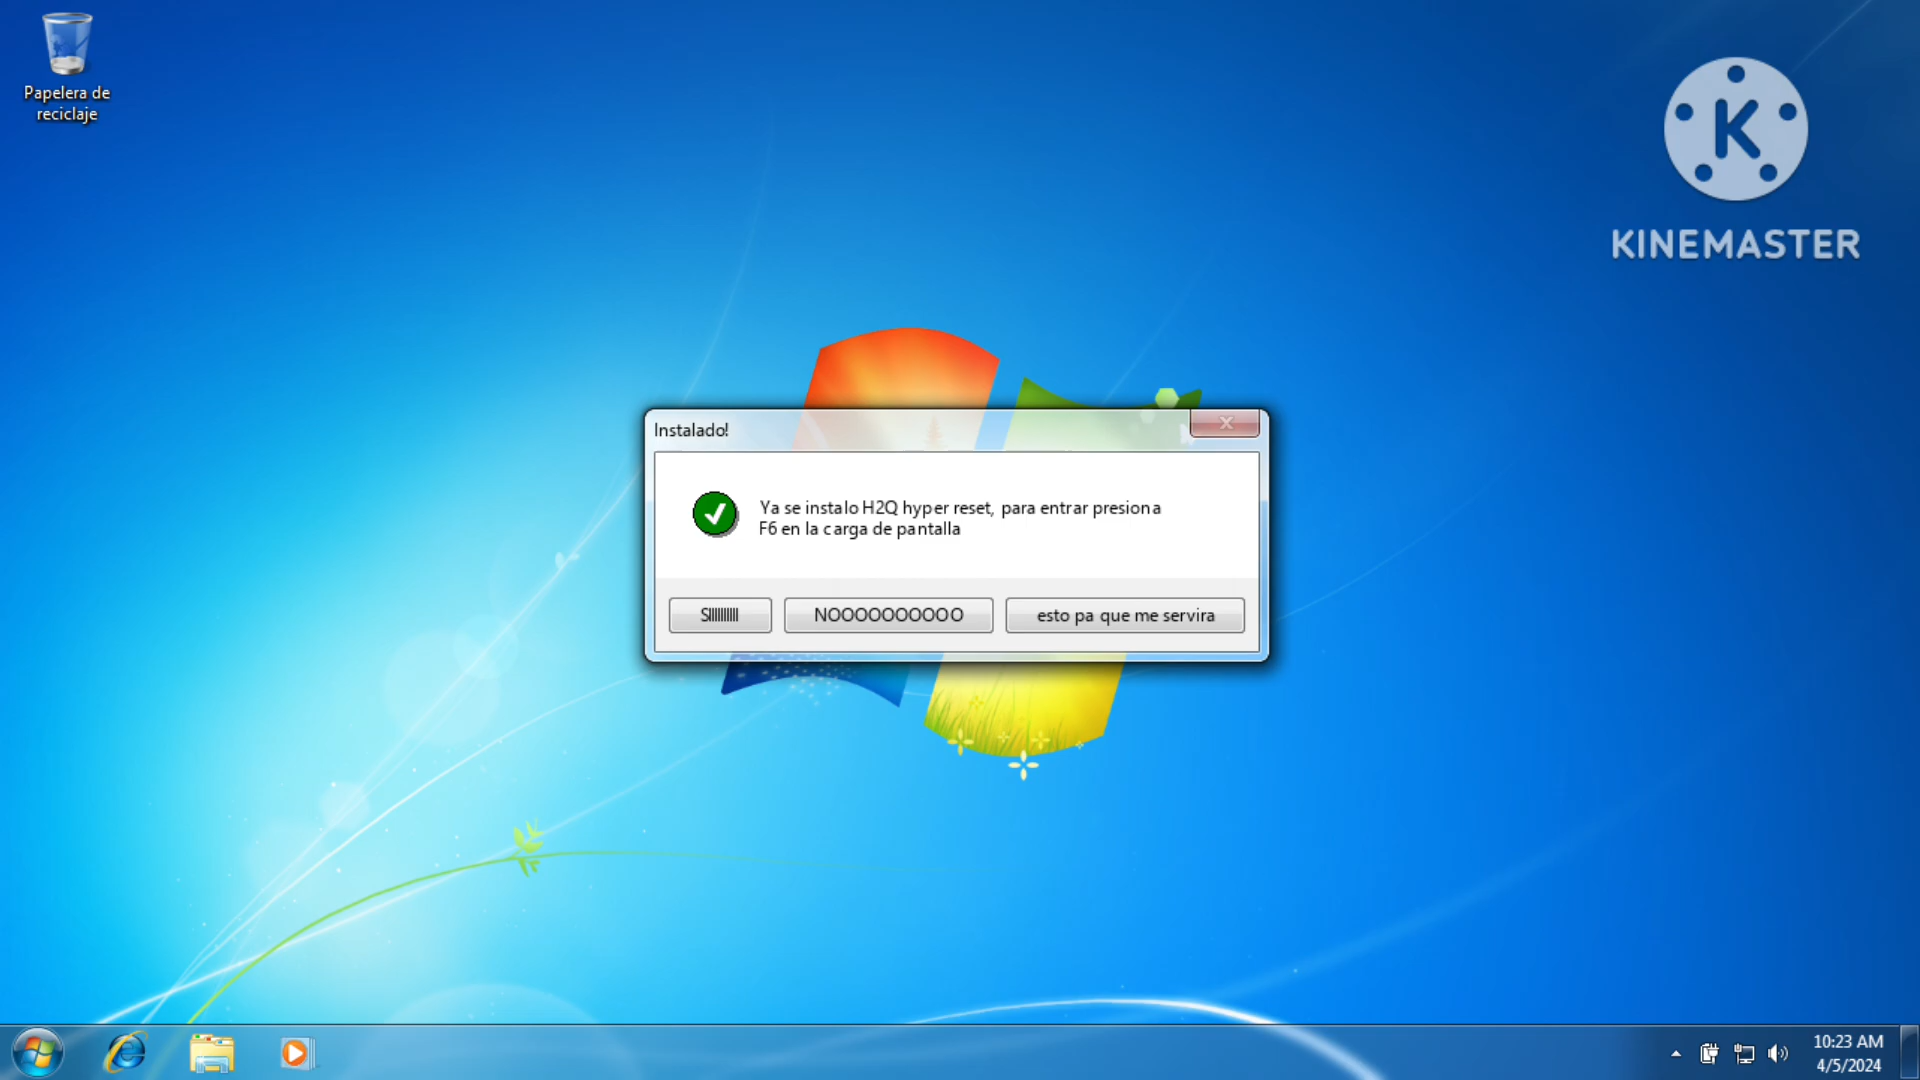 Papelera de
reciclaje
K
KINEMASTER
Instalado!
Ya se instalo H2Q hyper reset, para entrar presiona
F6 en la carga de pantalla
SIIIIIIIII
NOOOOOOOOOO
esto pa que me servira
10:23 AM
4/5/2024